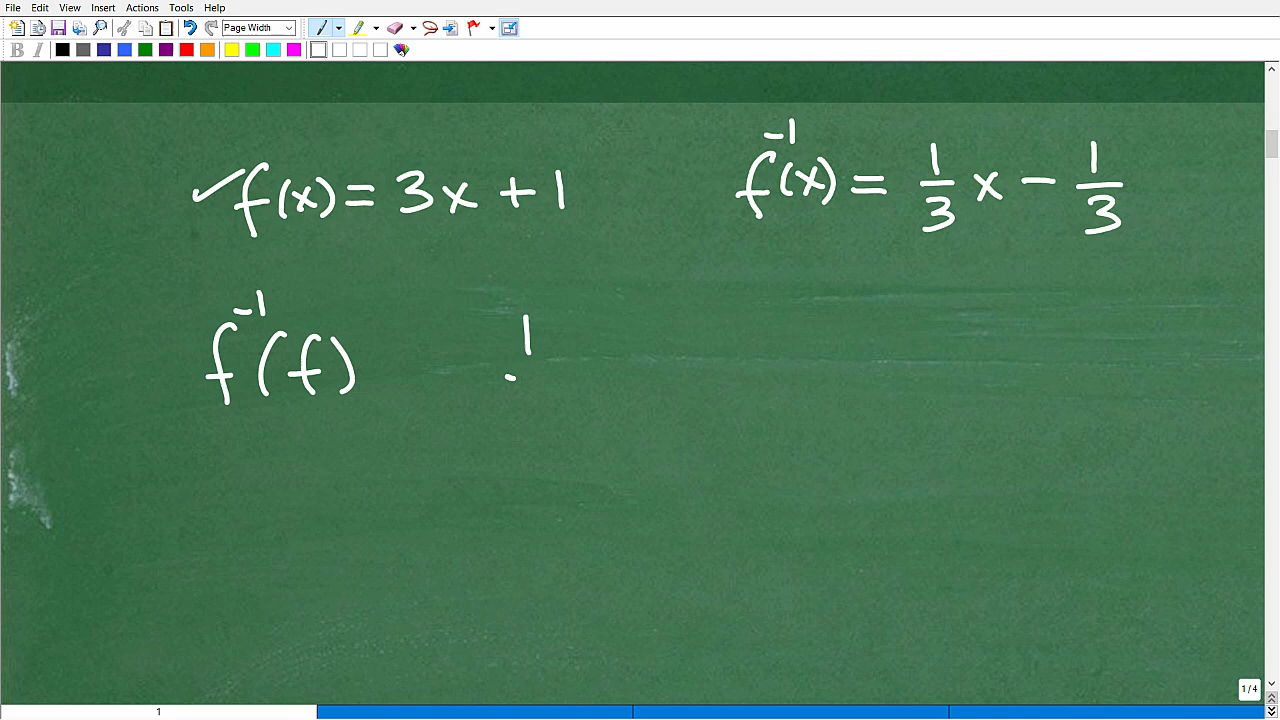 File Edit View Insert Actions Tools Help
Page Width
B I
✓f(x) = 3x + 1
f⁻¹(x) = 1/3 x - 1/3
f⁻¹(f)
1/4
1